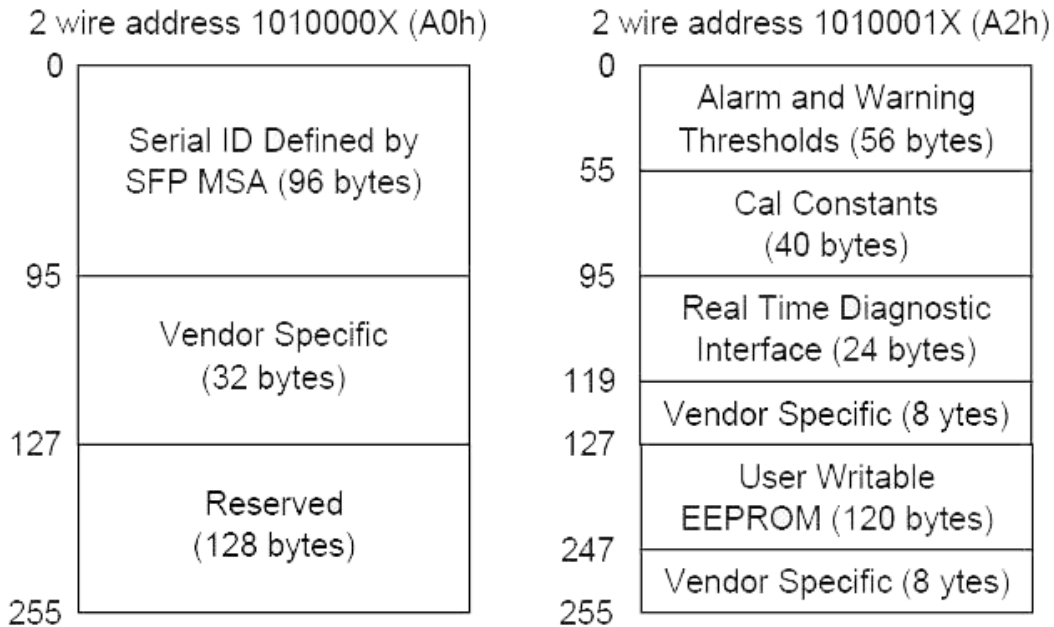 2 wire address 1010000X (A0h)
0
Serial ID Defined by
SFP MSA (96 bytes)
95
Vendor Specific
(32 bytes)
127
Reserved
(128 bytes)
255
2 wire address 1010001X (A2h)
0
Alarm and Warning
Thresholds (56 bytes)
55
Cal Constants
(40 bytes)
95
Real Time Diagnostic
Interface (24 bytes)
119
Vendor Specific (8 ytes)
127
User Writable
EEPROM (120 bytes)
247
Vendor Specific (8 ytes)
255